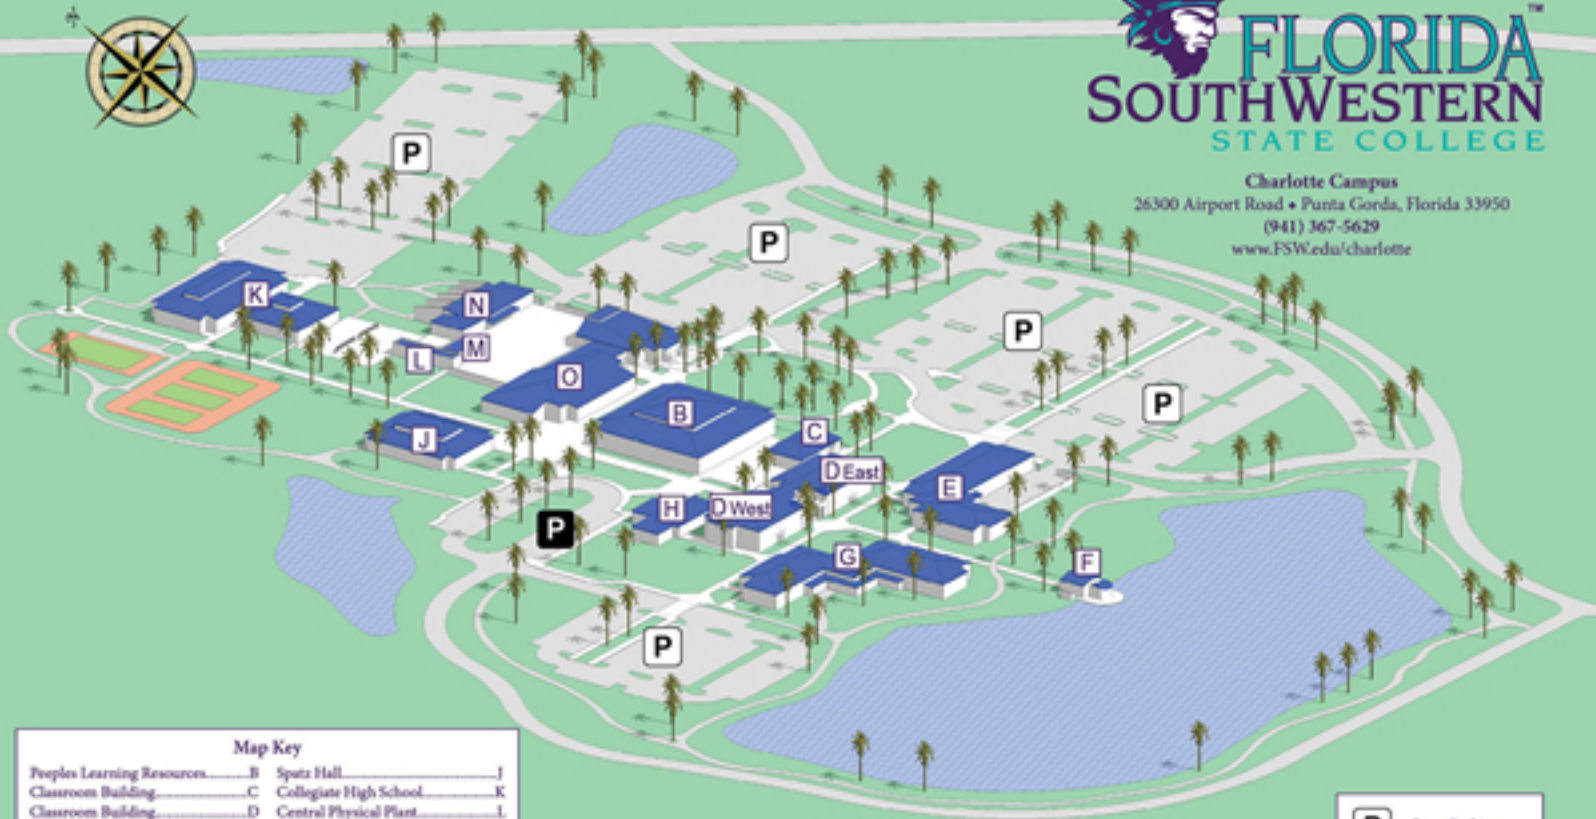 FLORIDA
SOUTHWESTERN
STATE COLLEGE
TM
Charlotte Campus
26300 Airport Road • Punta Gorda, Florida 33950
(941) 367-5629
www.FSW.edu/charlotte
P
P
P
P
K
N
M
L
O
B
J
C
D East
E
H
D West
P
G
F
P
Map Key
Peeples Learning Resources B Spatz Hall J
Classroom Building C Collegiate High School K
Classroom Building D Central Physical Plant L